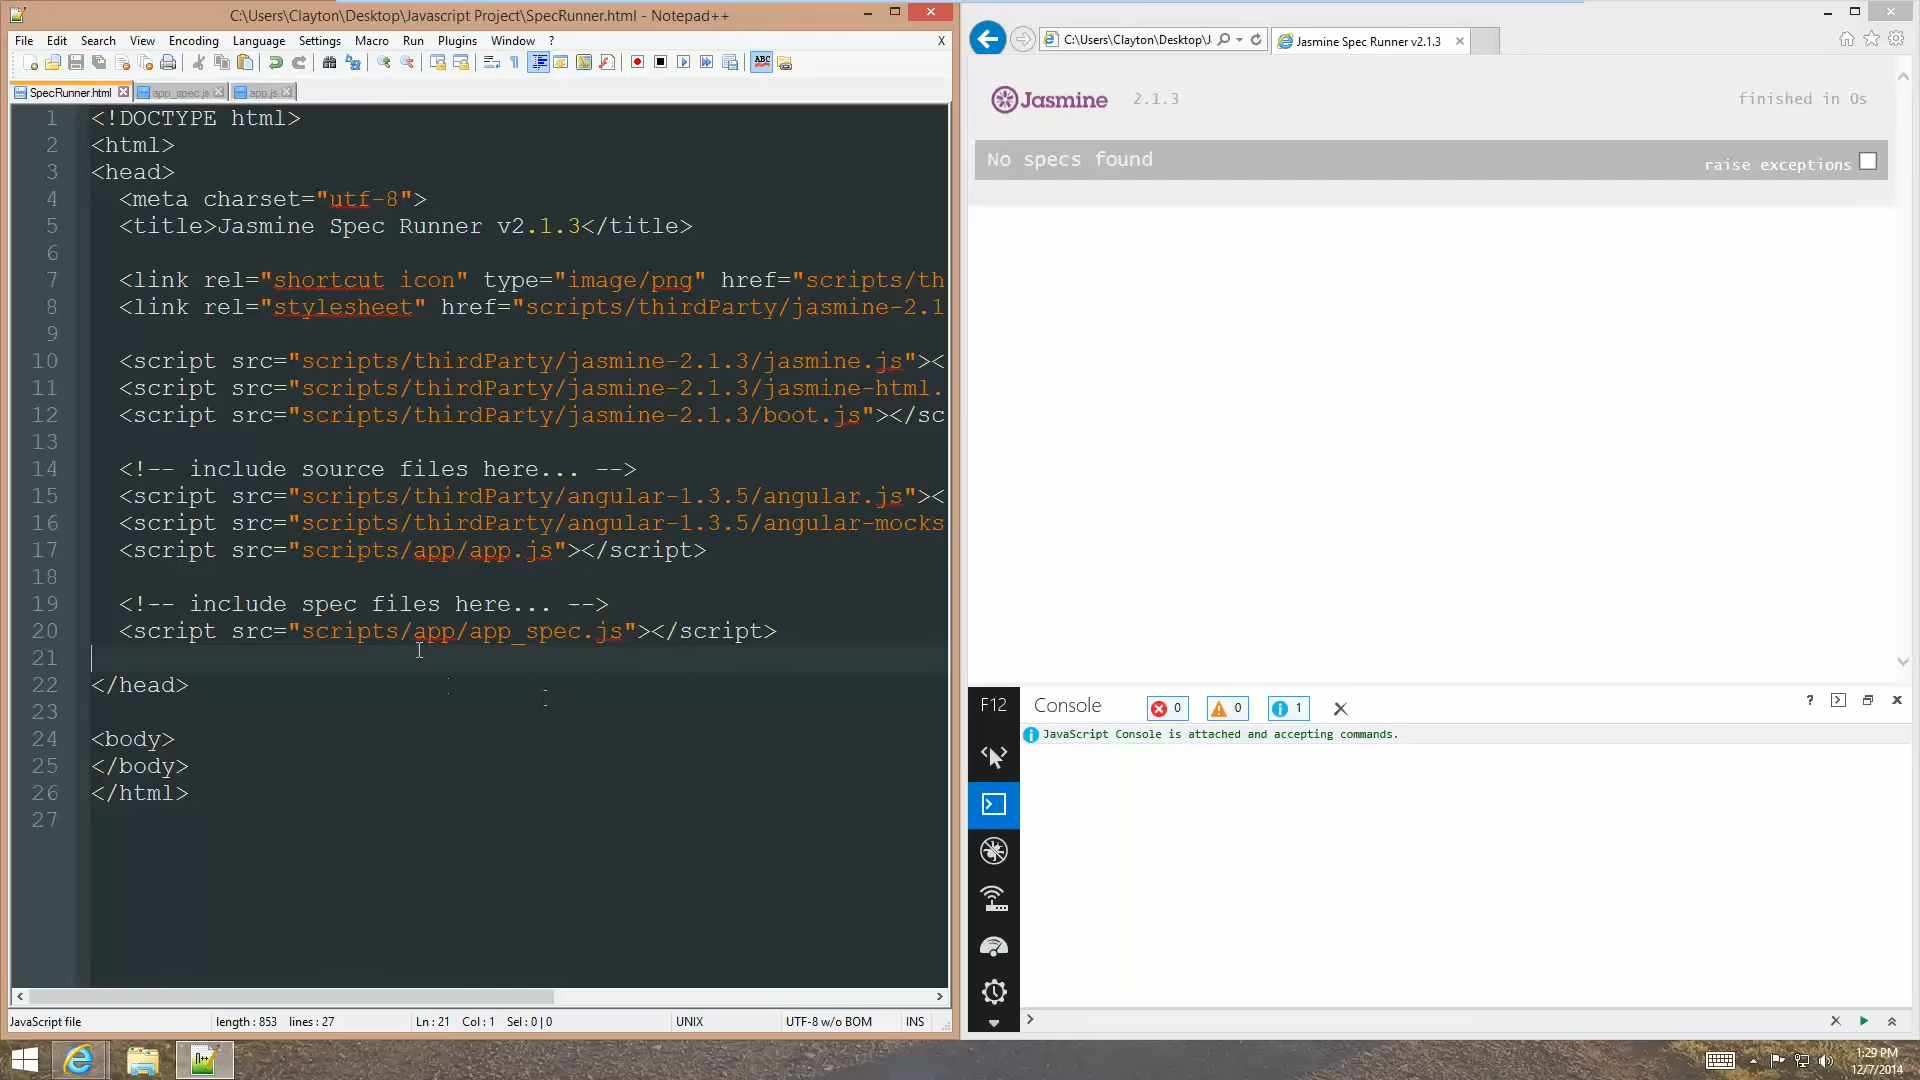 C:\Users\Clayton\Desktop\Javascript Project\SpecRunner.html - Notepad++
File Edit Search View Encoding Language Settings Macro Run Plugins Window ? X
SpecRunner.html app_spec.js app.js
1 <!DOCTYPE html>
2 <html>
3 <head>
4 <meta charset="utf-8">
5 <title>Jasmine Spec Runner v2.1.3</title>
6
7 <link rel="shortcut icon" type="image/png" href="scripts/th
8 <link rel="stylesheet" href="scripts/thirdParty/jasmine-2.1
9
10 <script src="scripts/thirdParty/jasmine-2.1.3/jasmine.js"><
11 <script src="scripts/thirdParty/jasmine-2.1.3/jasmine-html.
12 <script src="scripts/thirdParty/jasmine-2.1.3/boot.js"></sc
13
14 <!-- include source files here... -->
15 <script src="scripts/thirdParty/angular-1.3.5/angular.js"><
16 <script src="scripts/thirdParty/angular-1.3.5/angular-mocks
17 <script src="scripts/app/app.js"></script>
18
19 <!-- include spec files here... -->
20 <script src="scripts/app/app_spec.js"></script>
21
22 </head>
23
24 <body>
25 </body>
26 </html>
27
JavaScript file length : 853 lines : 27 Ln : 21 Col : 1 Sel : 0 | 0 UNIX UTF-8 w/o BOM INS
C:\Users\Clayton\Desktop\J Jasmine Spec Runner v2.1.3
Jasmine 2.1.3 finished in 0s
No specs found raise exceptions
F12 Console 0 0 1 ?
JavaScript Console is attached and accepting commands.
1:29 PM
12/7/2014